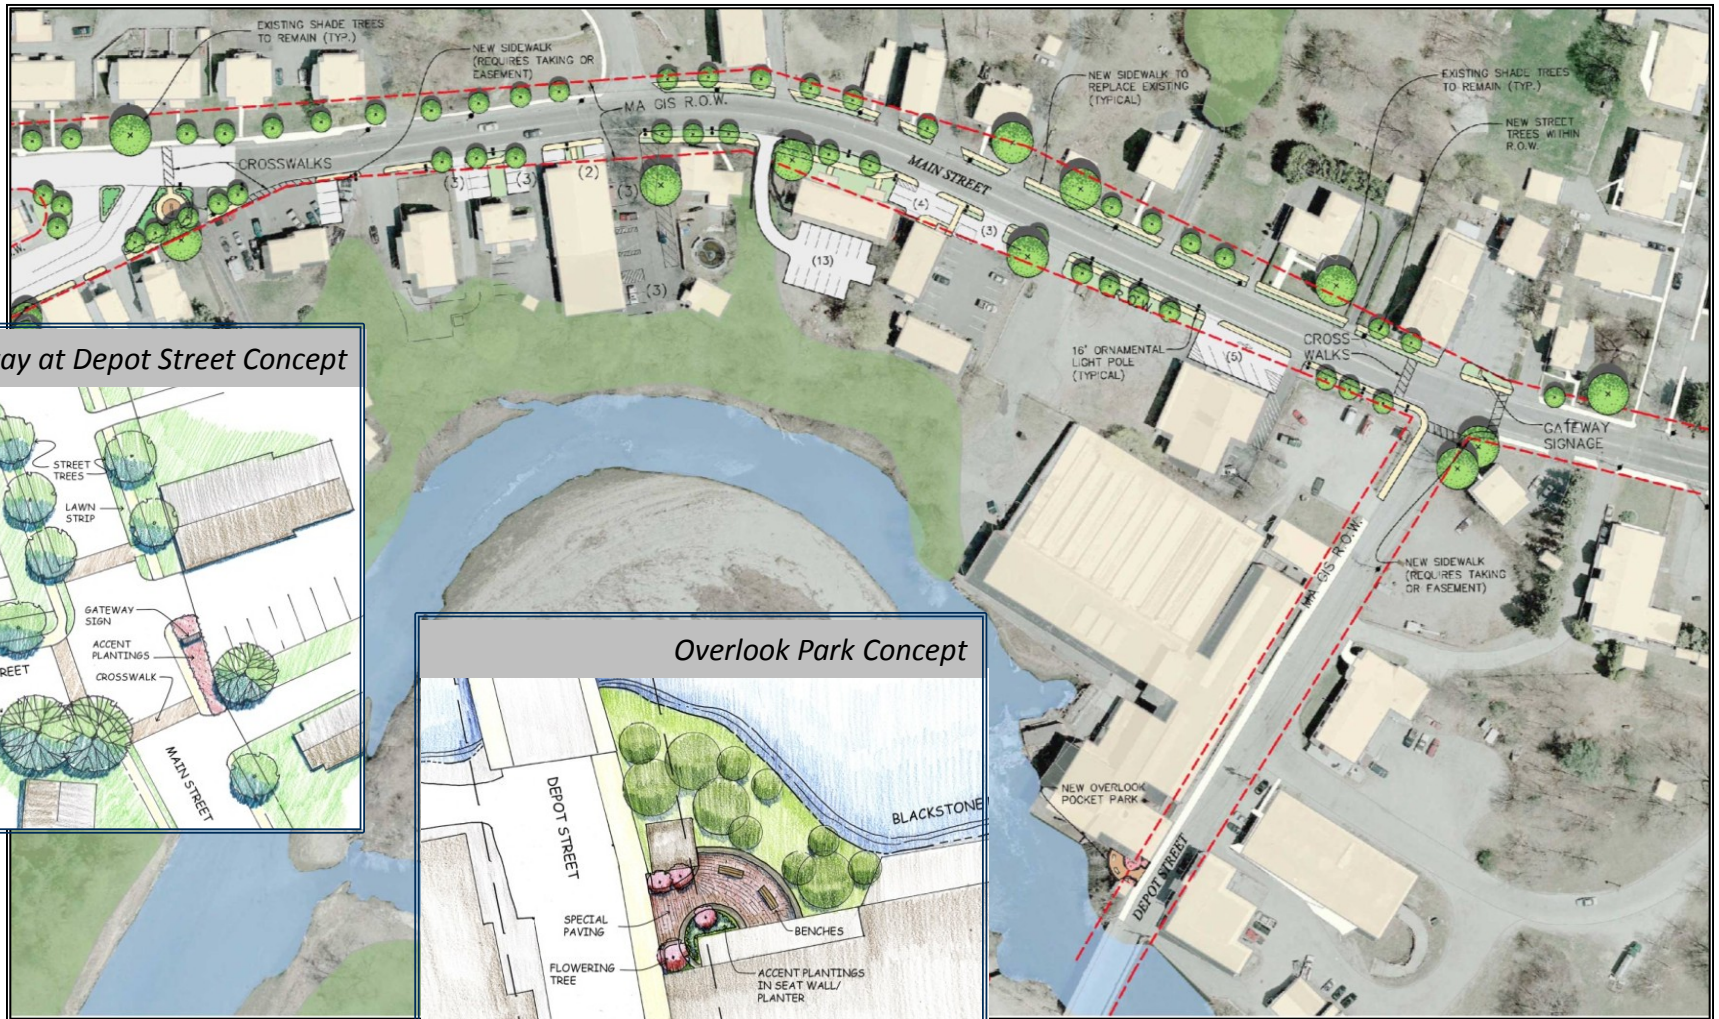 EXISTING SHADE TREES
TO REMAIN (TYP.)
NEW SIDEWALK
(REQUIRES TAKING OR
EASEMENT)
MA GIS R.O.W.
NEW SIDEWALK TO
REPLACE EXISTING
(TYPICAL)
EXISTING SHADE TREES
TO REMAIN (TYP.)
NEW STREET
TREES WITHIN
R.O.W.
CROSSWALKS
MAIN STREET
(3)
(3)
(2)
(3)
(4)
(3)
(13)
(3)
16' ORNAMENTAL
LIGHT POLE
(TYPICAL)
(5)
CROSS
WALKS
GATEWAY
SIGNAGE
MA GIS R.O.W.
NEW SIDEWALK
(REQUIRES TAKING
OR EASEMENT)
NEW OVERLOOK
POCKET PARK
DEPOT STREET
ay at Depot Street Concept
STREET
TREES
LAWN
STRIP
GATEWAY
SIGN
ACCENT
PLANTINGS
CROSSWALK
REET
MAIN STREET
Overlook Park Concept
DEPOT STREET
BLACKSTONE
SPECIAL
PAVING
BENCHES
FLOWERING
TREE
ACCENT PLANTINGS
IN SEAT WALL/
PLANTER